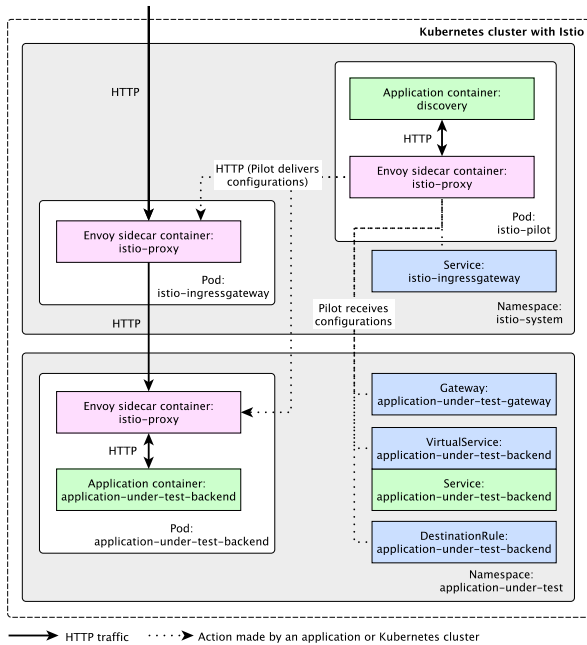 Kubernetes cluster with Istio
HTTP
Application container:
discovery
HTTP
HTTP (Pilot delivers
configurations)
Envoy sidecar container:
istio-proxy
Pod:
istio-pilot
Envoy sidecar container:
istio-proxy
Pod:
istio-ingressgateway
Service:
istio-ingressgateway
Namespace:
istio-system
HTTP
Pilot receives
configurations
Envoy sidecar container:
istio-proxy
HTTP
Application container:
application-under-test-backend
Pod:
application-under-test-backend
Gateway:
application-under-test-gateway
VirtualService:
application-under-test-backend
Service:
application-under-test-backend
DestinationRule:
application-under-test-backend
Namespace:
application-under-test
HTTP traffic
Action made by an application or Kubernetes cluster